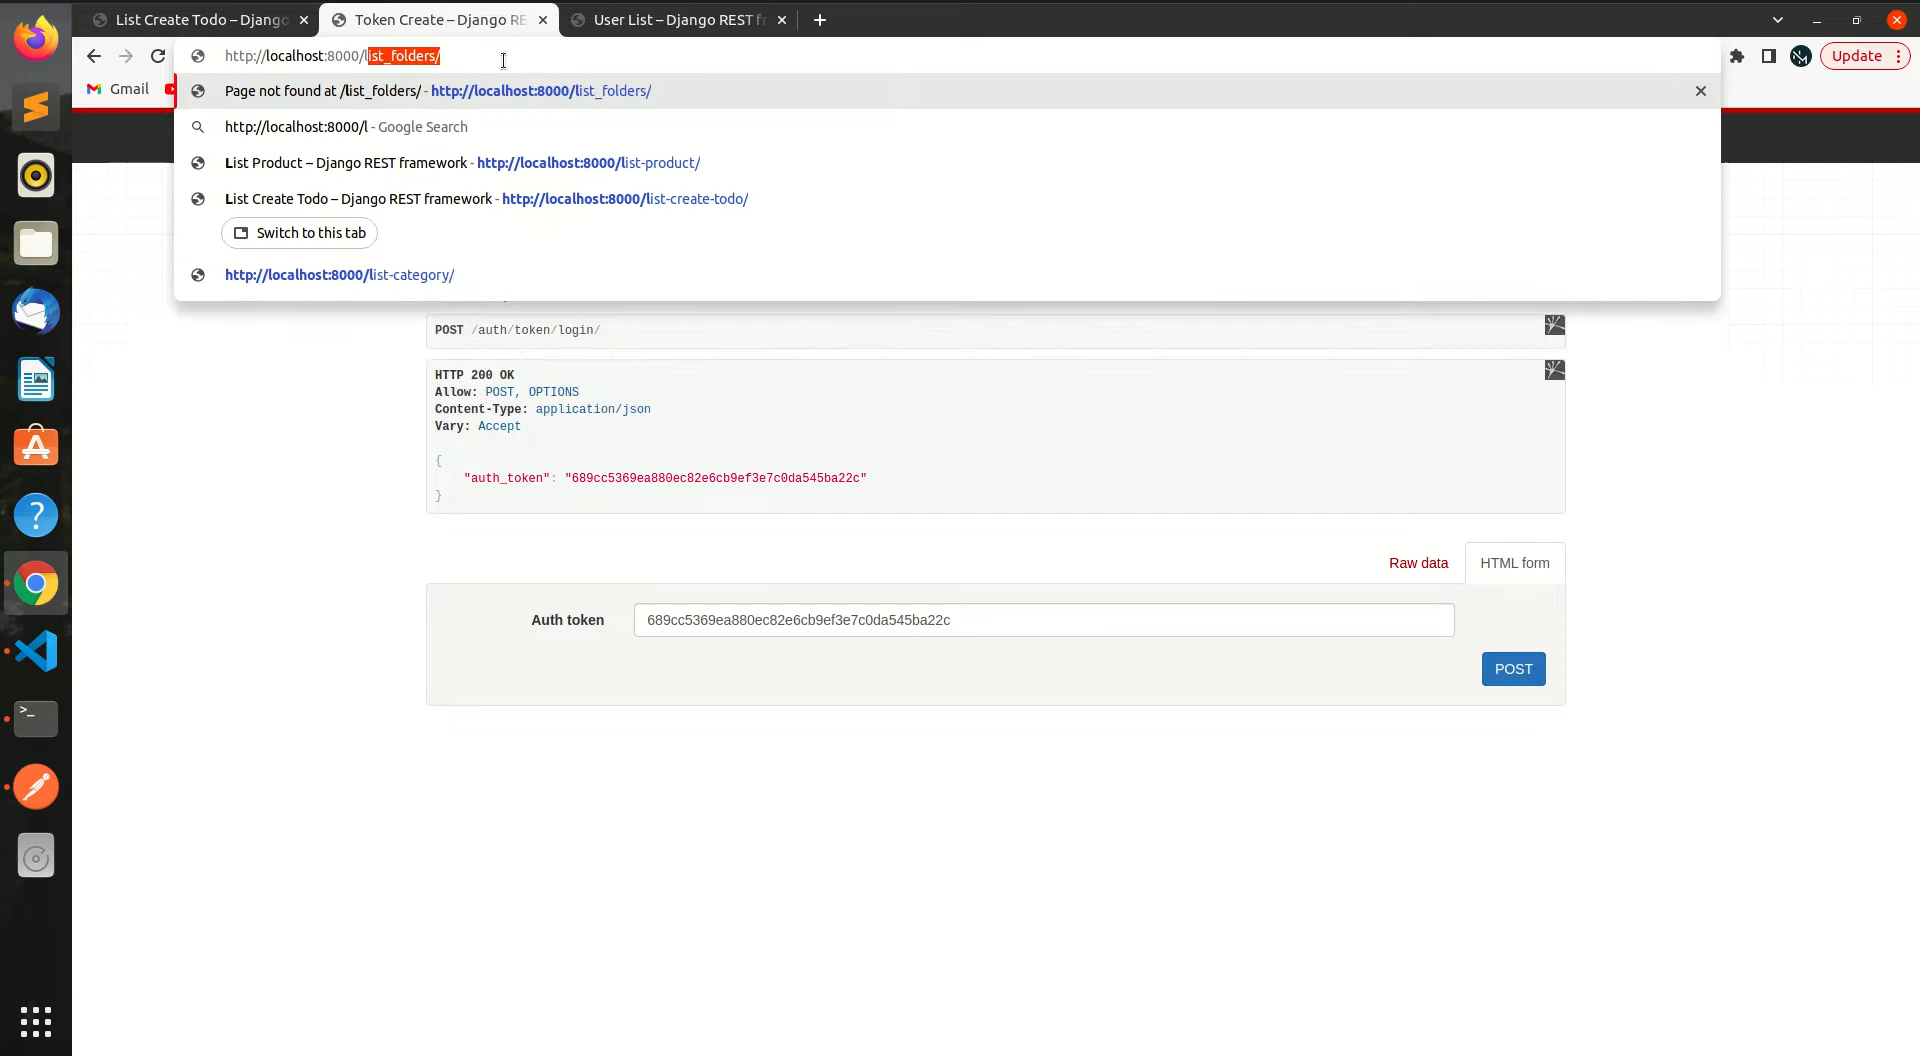 List Create Todo – Django
Token Create – Django RE
User List – Django REST f
http://localhost:8000/list_folders/
Update
Gmail
Page not found at /list_folders/ - http://localhost:8000/list_folders/
http://localhost:8000/l - Google Search
List Product – Django REST framework - http://localhost:8000/list-product/
List Create Todo – Django REST framework - http://localhost:8000/list-create-todo/
Switch to this tab
http://localhost:8000/list-category/
POST /auth/token/login/
HTTP 200 OK
Allow: POST, OPTIONS
Content-Type: application/json
Vary: Accept
{
"auth_token": "689cc5369ea880ec82e6cb9ef3e7c0da545ba22c"
}
Raw data
HTML form
Auth token
689cc5369ea880ec82e6cb9ef3e7c0da545ba22c
POST